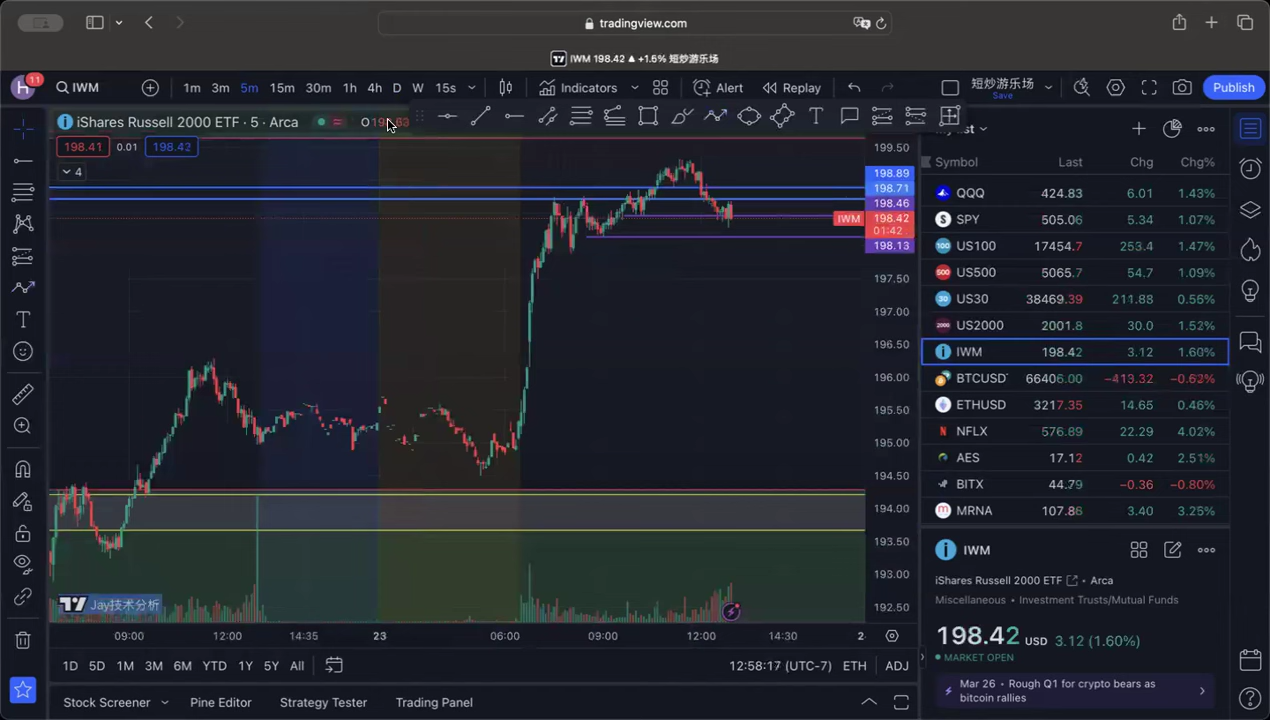 tradingview.com
IWM 198.42 ▲ +1.6% 短炒游乐场
H 11 IWM 1m 3m 5m 15m 30m 1h 4h D W 15s Indicators Alert Replay 短炒游乐场 Save Publish
iShares Russell 2000 ETF · 5 · Arca
198.41 0.01 198.42
4
199.50
198.89
198.71
198.46
IWM 198.42
01:42
198.13
197.50
197.00
196.50
196.00
195.50
195.00
194.50
194.00
193.50
193.00
192.50
Jay技术分析
09:00 12:00 14:35 23 06:00 09:00 12:00 14:30
1D 5D 1M 3M 6M YTD 1Y 5Y All 12:58:17 (UTC-7) ETH ADJ
Stock Screener Pine Editor Strategy Tester Trading Panel
Symbol Last Chg Chg%
QQQ 424.83 6.01 1.43%
SPY 505.06 5.34 1.07%
US100 17454.7 253.4 1.47%
US500 5065.7 54.7 1.09%
US30 38469.39 211.88 0.56%
US2000 2001.8 30.0 1.52%
IWM 198.42 3.12 1.60%
BTCUSD 66406.00 −413.32 −0.62%
ETHUSD 3217.35 14.65 0.46%
NFLX 576.89 22.29 4.02%
AES 17.12 0.42 2.51%
BITX 44.79 −0.36 −0.80%
MRNA 107.86 3.40 3.25%
IWM
iShares Russell 2000 ETF • Arca
Miscellaneous • Investment Trusts/Mutual Funds
198.42 USD 3.12 (1.60%)
MARKET OPEN
Mar 26 • Rough Q1 for crypto bears as
bitcoin rallies